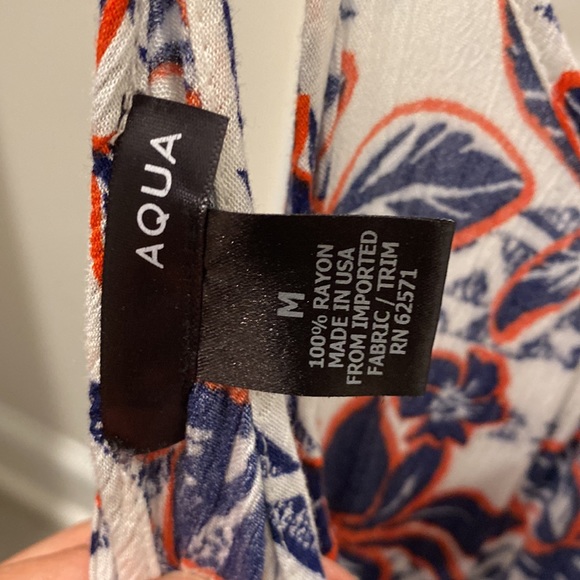 AQUA
M
100% RAYON
MADE IN USA
FROM IMPORTED
FABRIC / TRIM
RN 62571